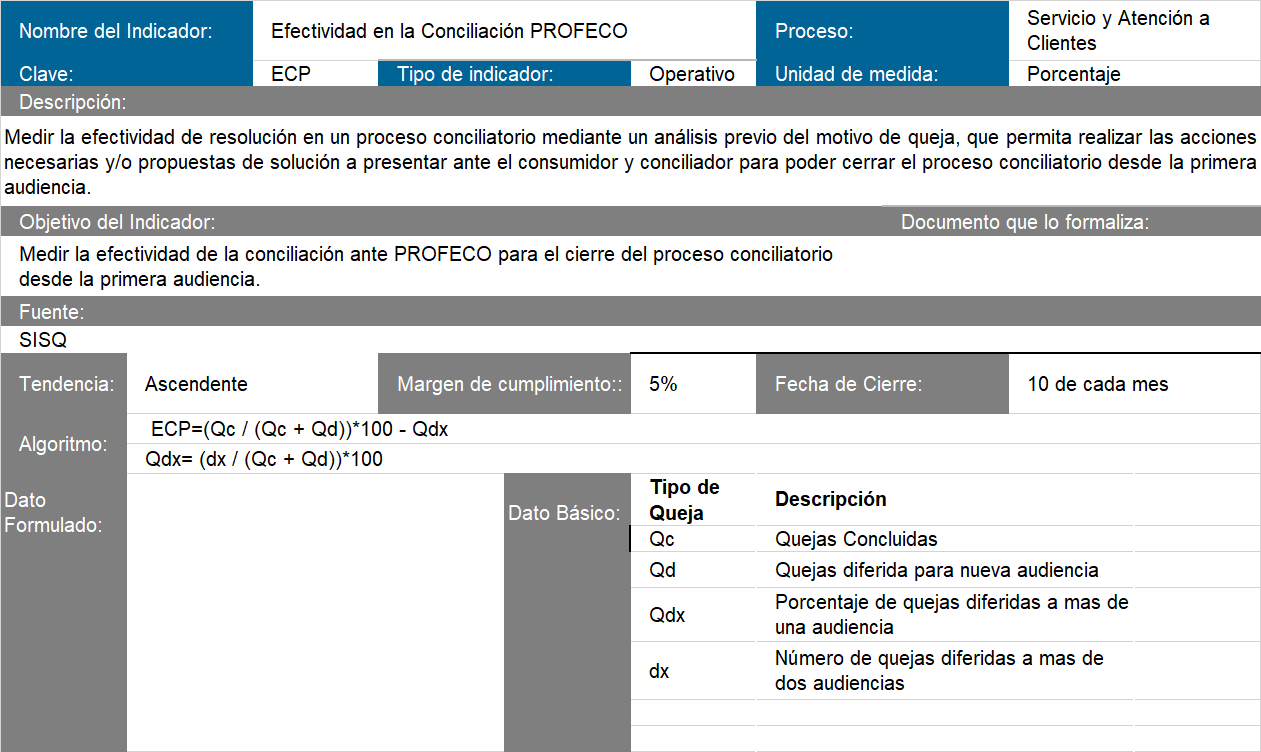 Nombre del Indicador: Efectividad en la Conciliación PROFECO Proceso: Servicio y Atención a
Clientes
Clave: ECP Tipo de indicador: Operativo Unidad de medida: Porcentaje
Descripción:
Medir la efectividad de resolución en un proceso conciliatorio mediante un análisis previo del motivo de queja, que permita realizar las acciones
necesarias y/o propuestas de solución a presentar ante el consumidor y conciliador para poder cerrar el proceso conciliatorio desde la primera
audiencia.
Objetivo del Indicador: Documento que lo formaliza:
Medir la efectividad de la conciliación ante PROFECO para el cierre del proceso conciliatorio
desde la primera audiencia.
Fuente:
SISQ
Tendencia: Ascendente Margen de cumplimiento:: 5% Fecha de Cierre: 10 de cada mes
Algoritmo:
ECP=(Qc / (Qc + Qd))*100 - Qdx
Qdx= (dx / (Qc + Qd))*100
Dato
Formulado:
Dato Básico:
Tipo de
Queja
Descripción
Qc Quejas Concluidas
Qd Quejas diferida para nueva audiencia
Qdx Porcentaje de quejas diferidas a mas de
una audiencia
dx Número de quejas diferidas a mas de
dos audiencias